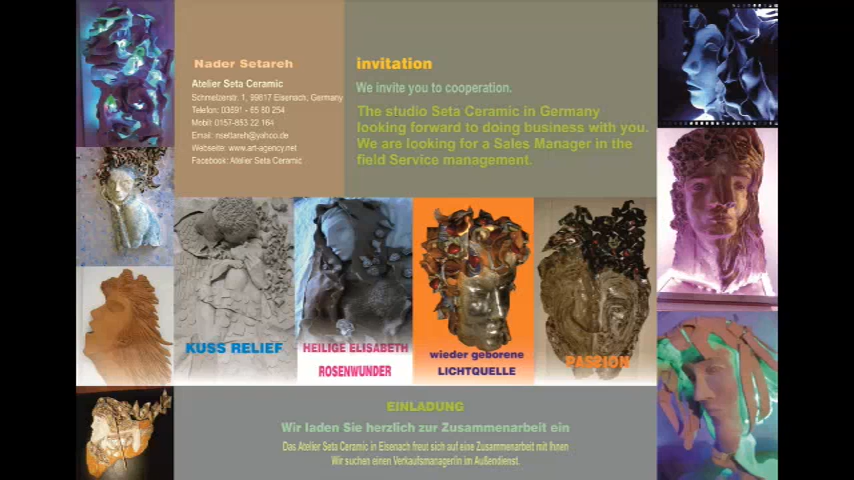 Nader Setareh
Atelier Seta Ceramic
Schmelzerstr. 1, 99817 Eisenach, Germany
Telefon: 03691 - 65 80 254
Mobil: 0157-853 22 164
Email: nsettareh@yahoo.de
Webseite: www.art-agency.net
Facebook: Atelier Seta Ceramic
invitation
We invite you to cooperation.
The studio Seta Ceramic in Germany
looking forward to doing business with you.
We are looking for a Sales Manager in the
field Service management.
KUSS RELIEF
HEILIGE ELISABETH
ROSENWUNDER
wieder geborene
LICHTQUELLE
PASSION
EINLADUNG
Wir laden Sie herzlich zur Zusammenarbeit ein
Das Atelier Seta Ceramic in Eisenach freut sich auf eine Zusammenarbeit mit Ihnen
Wir suchen einen Verkaufsmanager/in im Außendienst.